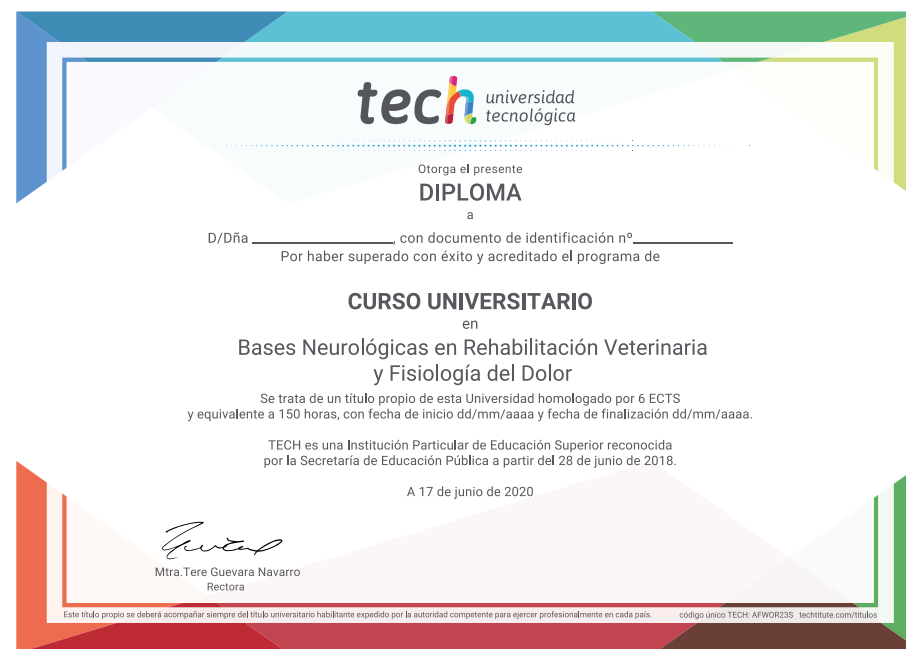 tech universidad
tecnológica
Otorga el presente
DIPLOMA
a
D/Dña ____________, con documento de identificación nº____________
Por haber superado con éxito y acreditado el programa de
CURSO UNIVERSITARIO
en
Bases Neurológicas en Rehabilitación Veterinaria
y Fisiología del Dolor
Se trata de un título propio de esta Universidad homologado por 6 ECTS
y equivalente a 150 horas, con fecha de inicio dd/mm/aaaa y fecha de finalización dd/mm/aaaa.
TECH es una Institución Particular de Educación Superior reconocida
por la Secretaría de Educación Pública a partir del 28 de junio de 2018.
A 17 de junio de 2020
Mtra.Tere Guevara Navarro
Rectora
Este título propio se deberá acompañar siempre del título universitario habilitante expedido por la autoridad competente para ejercer profesionalmente en cada país. código único TECH: AFWOR23S techtitute.com/titulos